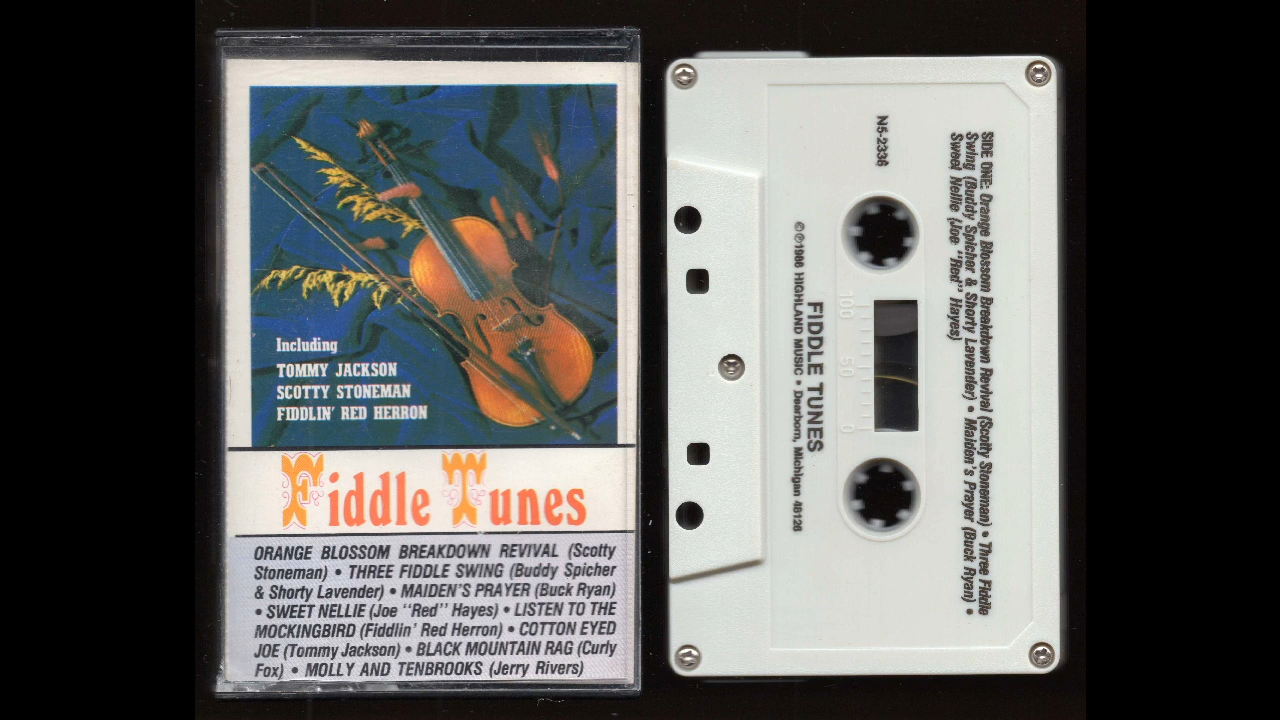 Including
TOMMY JACKSON
SCOTTY STONEMAN
FIDDLIN' RED HERRON
Fiddle Tunes
ORANGE BLOSSOM BREAKDOWN REVIVAL (Scotty
Stoneman) • THREE FIDDLE SWING (Buddy Spicher
& Shorty Lavender) • MAIDEN'S PRAYER (Buck Ryan)
• SWEET NELLIE (Joe "Red" Hayes) • LISTEN TO THE
MOCKINGBIRD (Fiddlin' Red Herron) • COTTON EYED
JOE (Tommy Jackson) • BLACK MOUNTAIN RAG (Curly
Fox) • MOLLY AND TENBROOKS (Jerry Rivers)
SIDE ONE: Orange Blossom Breakdown Revival (Scotty Stoneman) • Three Fiddle
Swing (Buddy Spicher & Shorty Lavender) • Maiden's Prayer (Buck Ryan) •
Sweet Nellie (Joe "Red" Hayes)
N5-2336
100 50 0
FIDDLE TUNES
©℗1986 HIGHLAND MUSIC • Dearborn, Michigan 48126